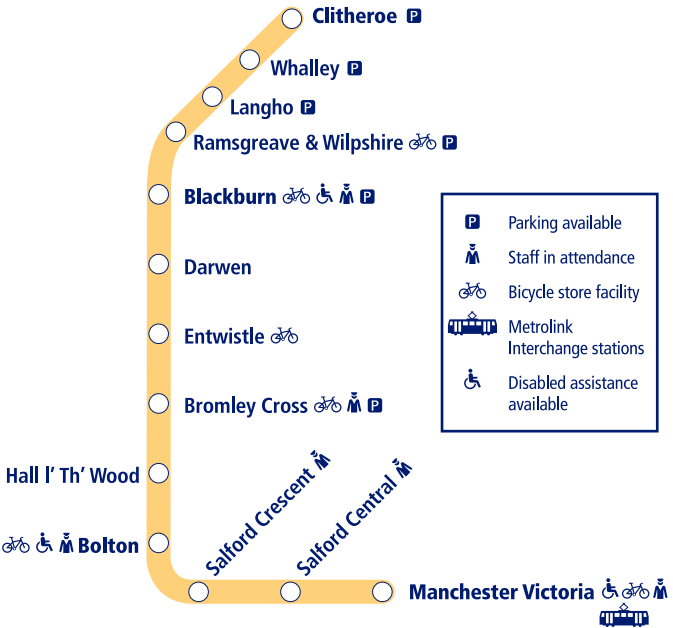 Clitheroe P
Whalley P
Langho P
Ramsgreave & Wilpshire P
Blackburn P
Darwen
Entwistle
Bromley Cross P
Hall l' Th' Wood
Bolton
Salford Crescent
Salford Central
Manchester Victoria
P Parking available
Staff in attendance
Bicycle store facility
Metrolink
Interchange stations
Disabled assistance
available